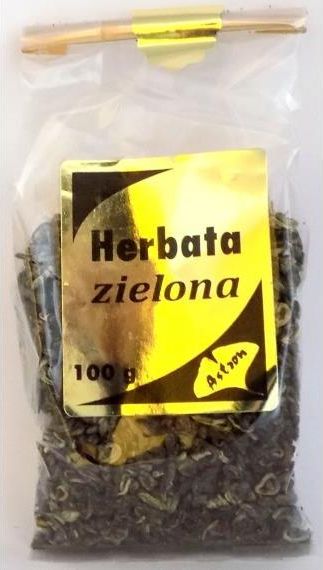 Herbata
zielona
100 g
Astron